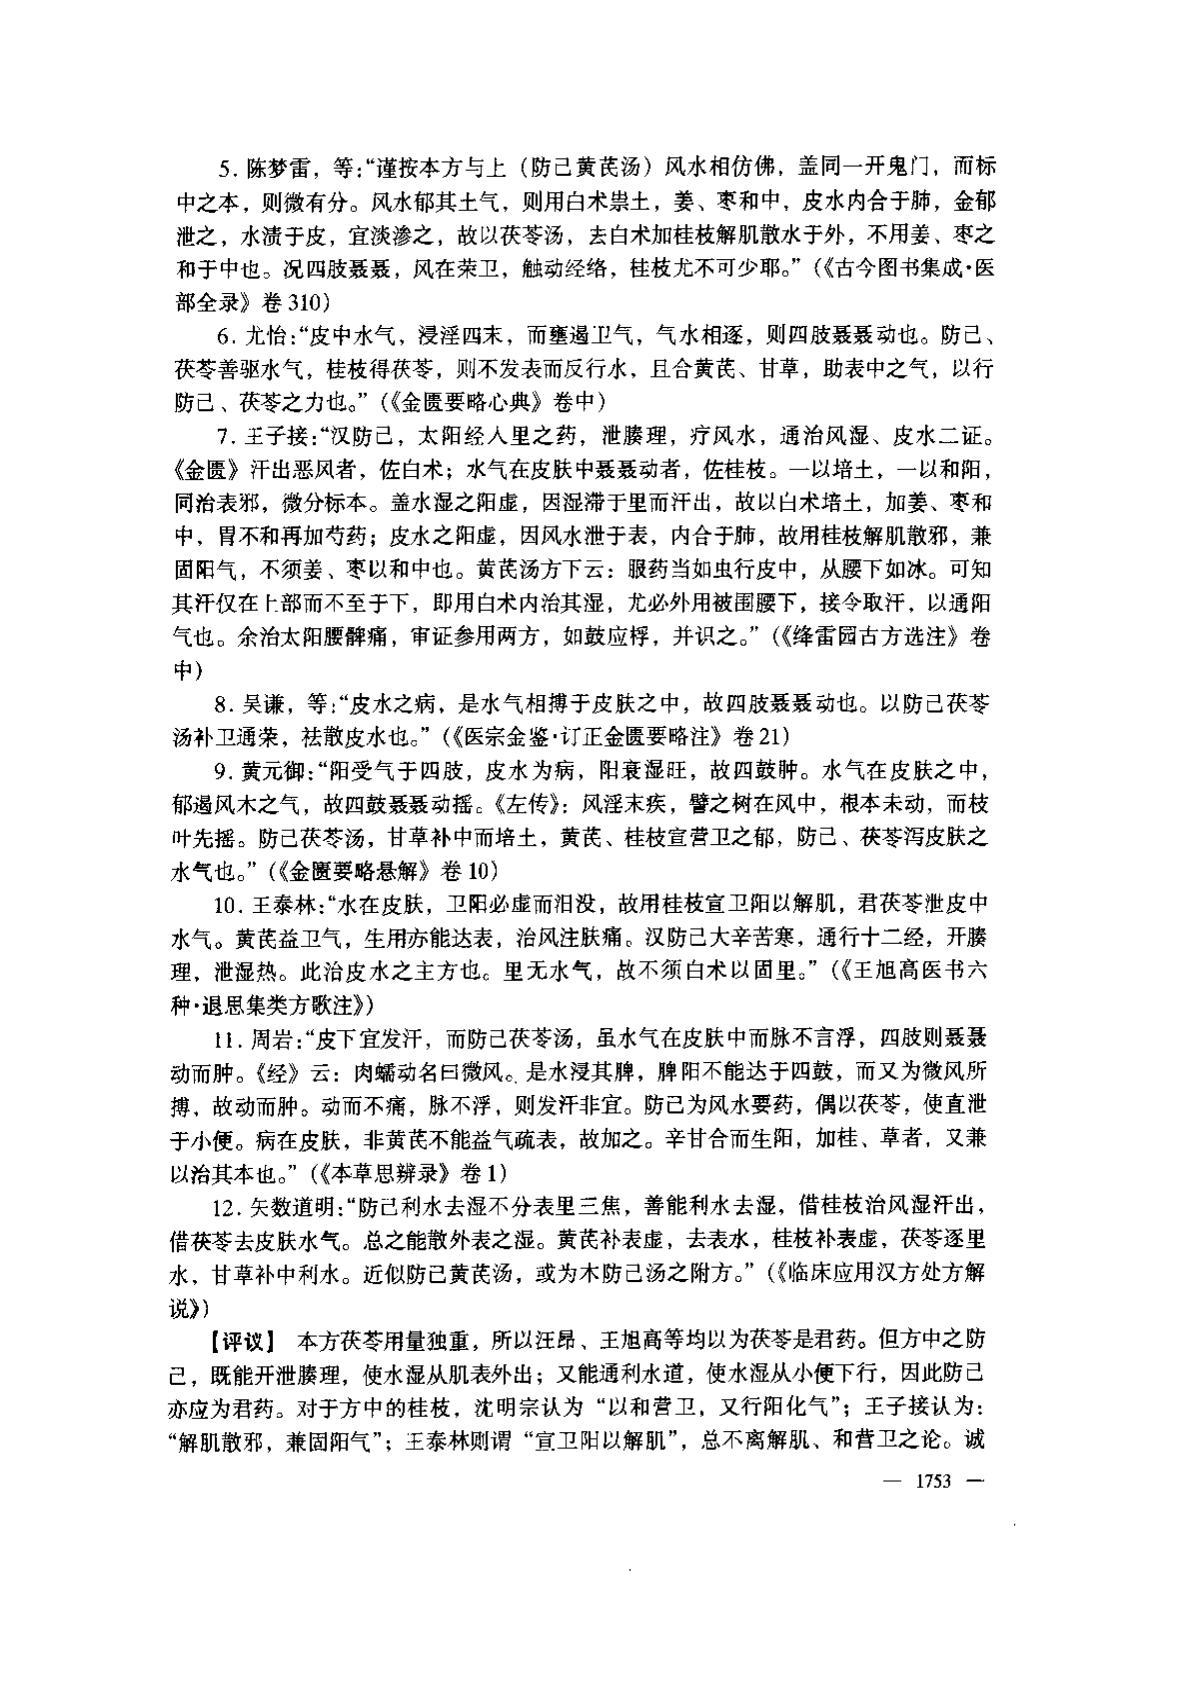 5. 陈梦雷，等：“谨按本方与上（防己黄芪汤）风水相仿佛，盖同一开鬼门，而标
中之本，则微有分。风水郁其土气，则用白术祟土，姜、枣和中，皮水内合于肺，金郁
泄之，水渍于皮，宜淡渗之，故以茯苓汤，去白术加桂枝解肌散水于外，不用姜、枣之
和于中也。况四肢聂聂，风在荣卫，触动经络，桂枝尤不可少耶。”（《古今图书集成·医
部全录》卷 310）
6. 尤怡：“皮中水气，浸淫四末，而壅遏卫气，气水相逐，则四肢聂聂动也。防己、
茯苓善驱水气，桂枝得茯苓，则不发表而反行水，且合黄芪、甘草，助表中之气，以行
防己、茯苓之力也。”（《金匮要略心典》卷中）
7. 王子接：“汉防己，太阳经人里之药，泄腠理，疗风水，通治风湿、皮水二证。
《金匮》汗出恶风者，佐白术；水气在皮肤中聂聂动者，佐桂枝。一以培土，一以和阳，
同治表邪，微分标本。盖水湿之阳虚，因湿滞于里而汗出，故以白术培土，加姜、枣和
中，胃不和再加芍药；皮水之阳虚，因风水泄于表，内合于肺，故用桂枝解肌散邪，兼
固阳气，不须姜、枣以和中也。黄芪汤方下云：服药当如虫行皮中，从腰下如冰。可知
其汗仅在上部而不至于下，即用白术内治其湿，尤必外用被围腰下，接令取汗，以通阳
气也。余治太阳腰髀痛，审证参用两方，如鼓应桴，并识之。”（《绛雪园古方选注》卷
中）
8. 吴谦，等：“皮水之病，是水气相搏于皮肤之中，故四肢聂聂动也。以防己茯苓
汤补卫通荣，祛散皮水也。”（《医宗金鉴·订正金匮要略注》卷 21）
9. 黄元御：“阳受气于四肢，皮水为病，阳衰湿旺，故四鼓肿。水气在皮肤之中，
郁遏风木之气，故四鼓聂聂动摇。《左传》：风淫末疾，譬之树在风中，根本未动，而枝
叶先摇。防己茯苓汤，甘草补中而培土，黄芪、桂枝宣营卫之郁，防己、茯苓泻皮肤之
水气也。”（《金匮要略悬解》卷 10）
10. 王泰林：“水在皮肤，卫阳必虚而汨没，故用桂枝宣卫阳以解肌，君茯苓泄皮中
水气。黄芪益卫气，生用亦能达表，治风注肤痛。汉防己大辛苦寒，通行十二经，开腠
理，泄湿热。此治皮水之主方也。里无水气，故不须白术以固里。”（《王旭高医书六
种·退思集类方歌注》）
11. 周岩：“皮下宜发汗，而防己茯苓汤，虽水气在皮肤中而脉不言浮，四肢则聂聂
动而肿。《经》云：肉蠕动名曰微风。是水浸其脾，脾阳不能达于四鼓，而又为微风所
搏，故动而肿。动而不痛，脉不浮，则发汗非宜。防己为风水要药，偶以茯苓，使直泄
于小便。病在皮肤，非黄芪不能益气疏表，故加之。辛甘合而生阳，加桂、草者，又兼
以治其本也。”（《本草思辨录》卷 1）
12. 矢数道明：“防己利水去湿不分表里三焦，善能利水去湿，借桂枝治风湿汗出，
借茯苓去皮肤水气。总之能散外表之湿。黄芪补表虚，去表水，桂枝补表虚，茯苓逐里
水，甘草补中利水。近似防己黄芪汤，或为木防己汤之附方。”（《临床应用汉方处方解
说》）
【评议】 本方茯苓用量独重，所以汪昂、王旭高等均以为茯苓是君药。但方中之防
己，既能开泄腠理，使水湿从肌表外出；又能通利水道，使水湿从小便下行，因此防己
亦应为君药。对于方中的桂枝，沈明宗认为“以和营卫，又行阳化气”；王子接认为：
“解肌散邪，兼固阳气”；王泰林则谓“宣卫阳以解肌”，总不离解肌、和营卫之论。诚
— 1753 —